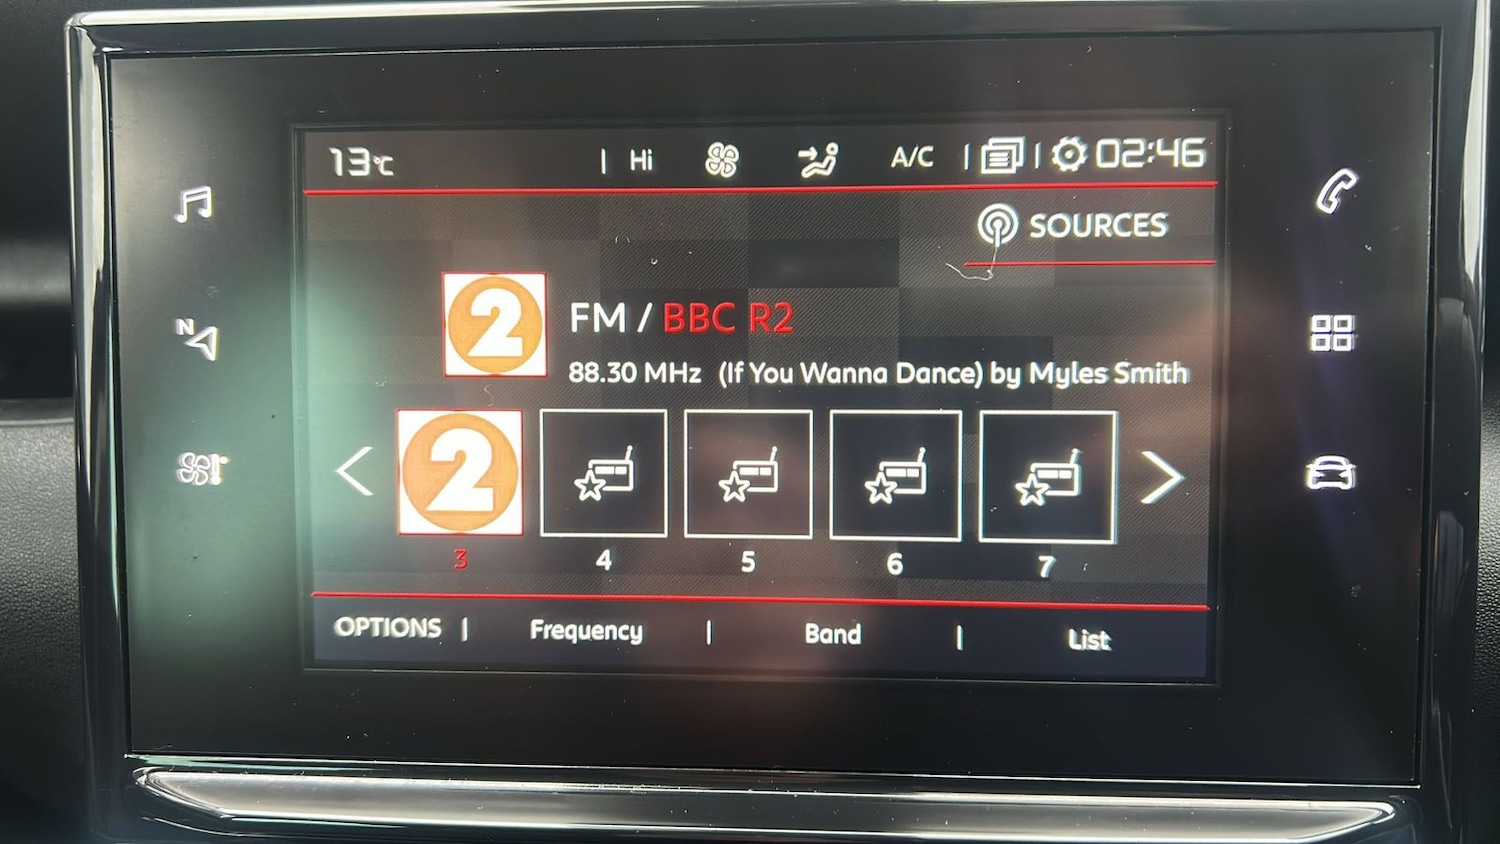 13°C | Hi A/C | | 02:46
SOURCES
N
2 FM / BBC R2
88.30 MHz (If You Wanna Dance) by Myles Smith
2
3 4 5 6 7
OPTIONS | Frequency | Band | List